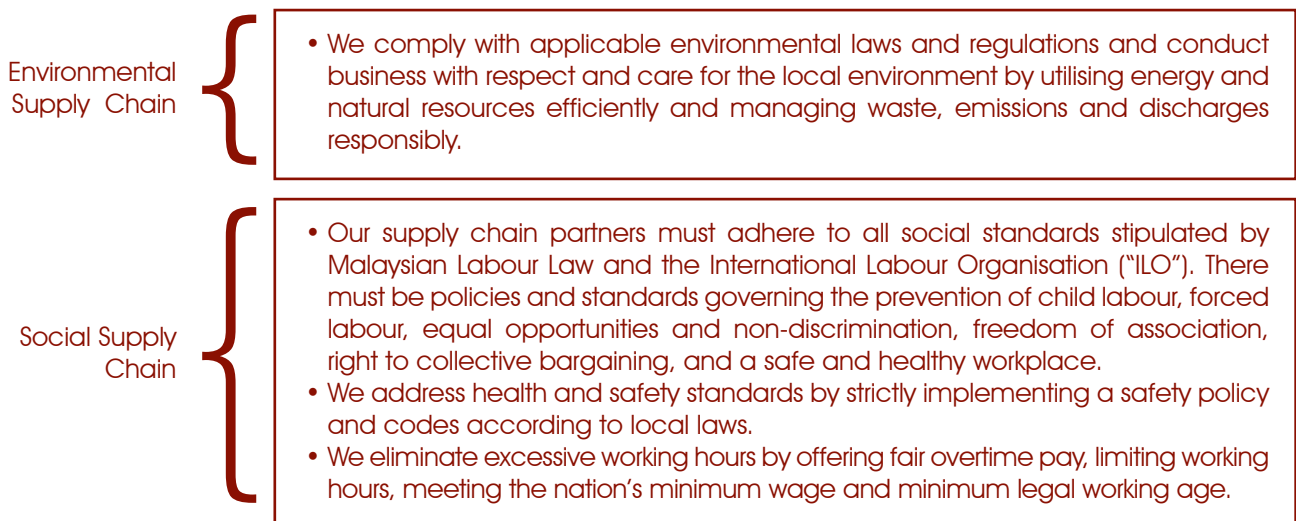 Environmental
Supply Chain
• We comply with applicable environmental laws and regulations and conduct
business with respect and care for the local environment by utilising energy and
natural resources efficiently and managing waste, emissions and discharges
responsibly.
Social Supply
Chain
• Our supply chain partners must adhere to all social standards stipulated by
Malaysian Labour Law and the International Labour Organisation (“ILO”). There
must be policies and standards governing the prevention of child labour, forced
labour, equal opportunities and non-discrimination, freedom of association,
right to collective bargaining, and a safe and healthy workplace.
• We address health and safety standards by strictly implementing a safety policy
and codes according to local laws.
• We eliminate excessive working hours by offering fair overtime pay, limiting working
hours, meeting the nation’s minimum wage and minimum legal working age.